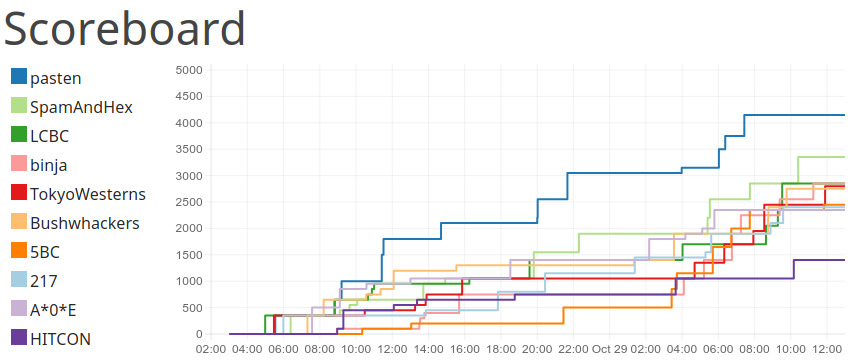 Scoreboard
pasten
SpamAndHex
LCBC
binja
TokyoWesterns
Bushwhackers
5BC
217
A*0*E
HITCON
5000
4500
4000
3500
3000
2500
2000
1500
1000
500
0
02:00 04:00 06:00 08:00 10:00 12:00 14:00 16:00 18:00 20:00 22:00 Oct 29 02:00 04:00 06:00 08:00 10:00 12:00